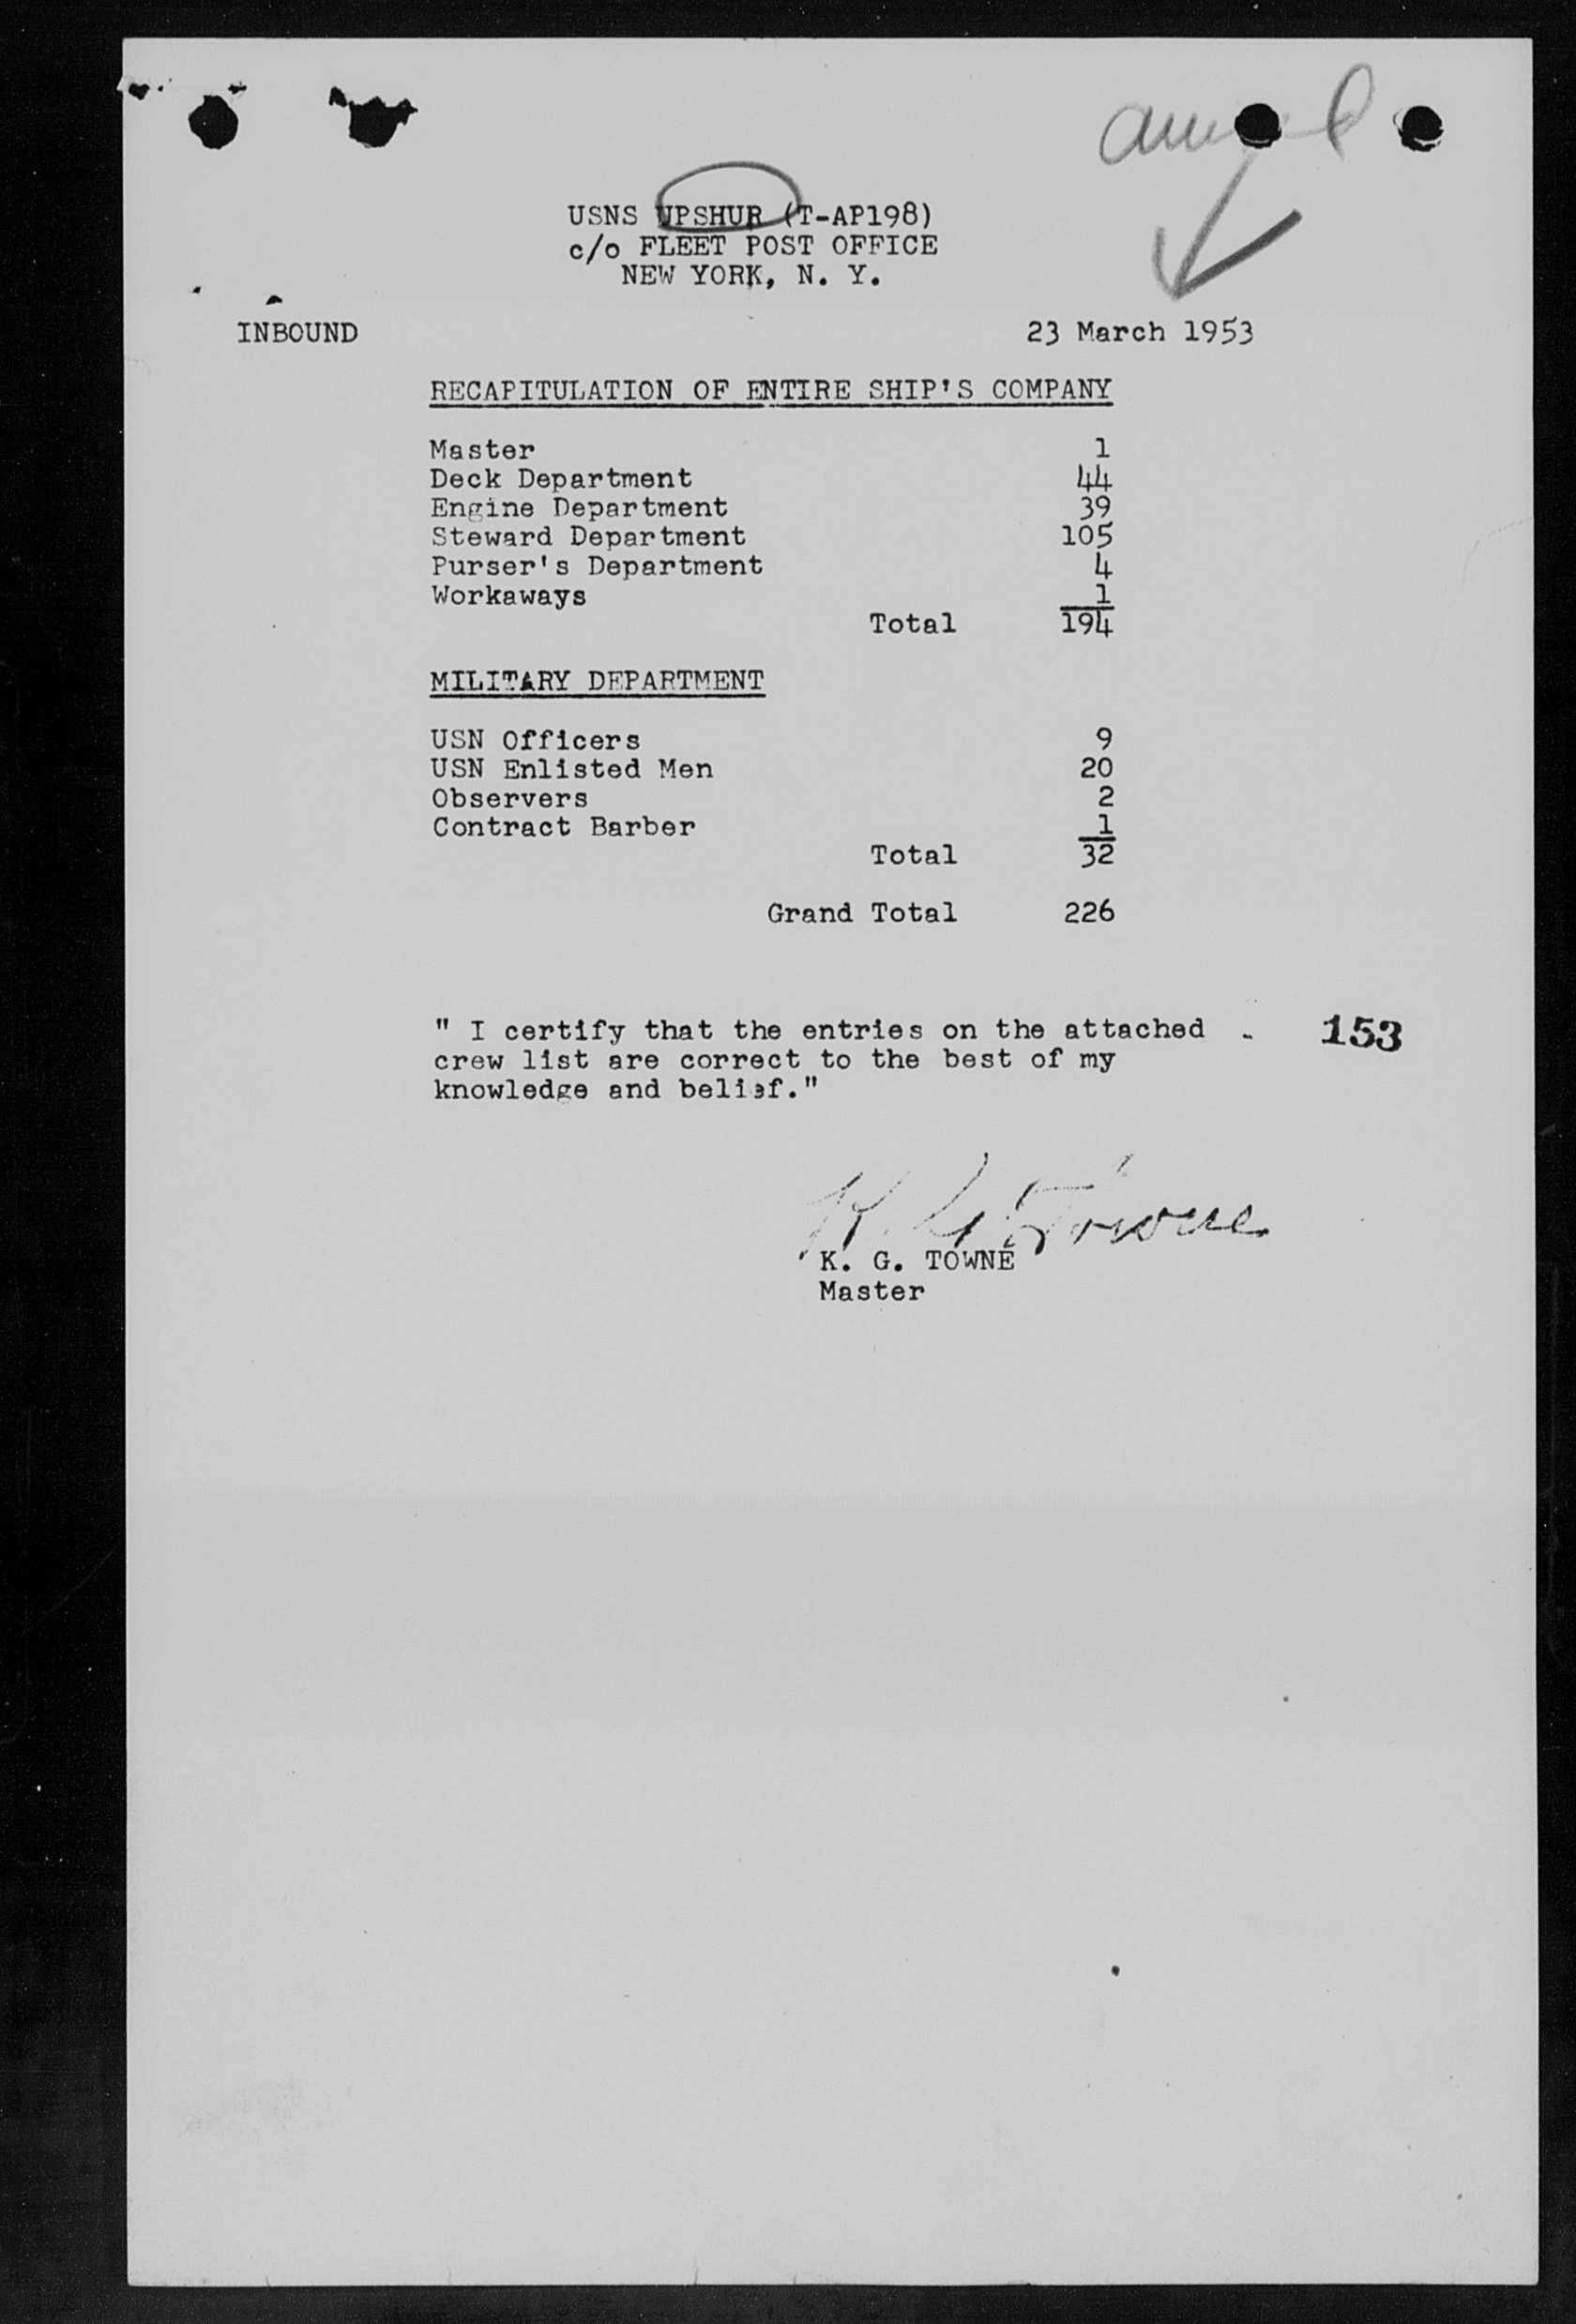 USNS UPSHUR (T-AP198)
c/o FLEET POST OFFICE
NEW YORK, N. Y.
INBOUND 23 March 1953
RECAPITULATION OF ENTIRE SHIP'S COMPANY
Master 1
Deck Department 44
Engine Department 39
Steward Department 105
Purser's Department 4
Workaways 1
Total 194
MILITARY DEPARTMENT
USN Officers 9
USN Enlisted Men 20
Observers 2
Contract Barber 1
Total 32
Grand Total 226
" I certify that the entries on the attached - 153
crew list are correct to the best of my
knowledge and belief."
K. G. Towne
K. G. TOWNE
Master